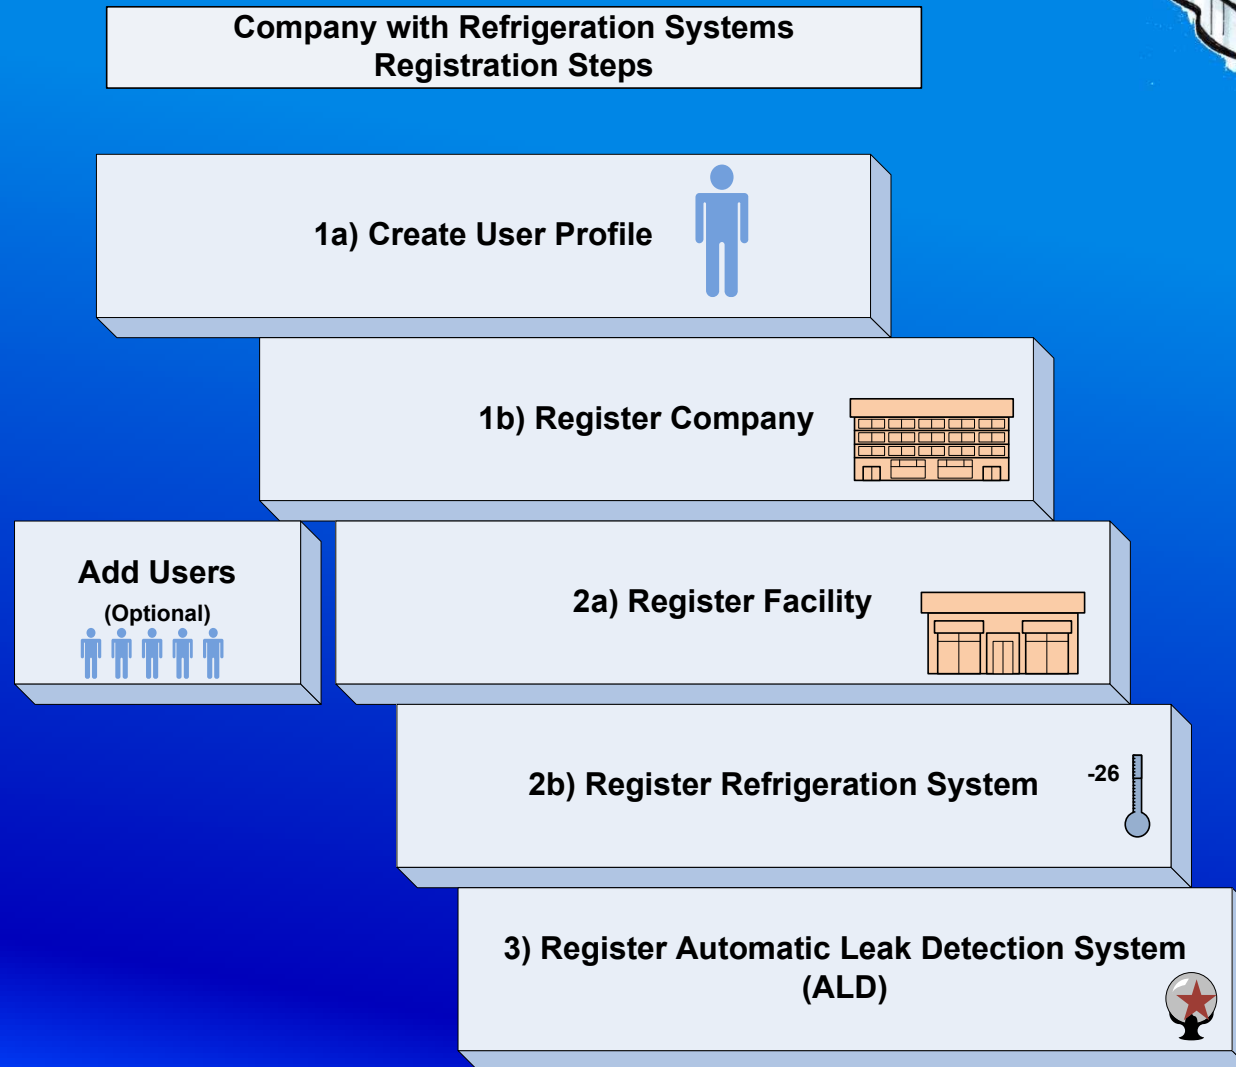 Company with Refrigeration Systems
Registration Steps
1a) Create User Profile
1b) Register Company
Add Users
(Optional)
2a) Register Facility
2b) Register Refrigeration System
-26
3) Register Automatic Leak Detection System
(ALD)